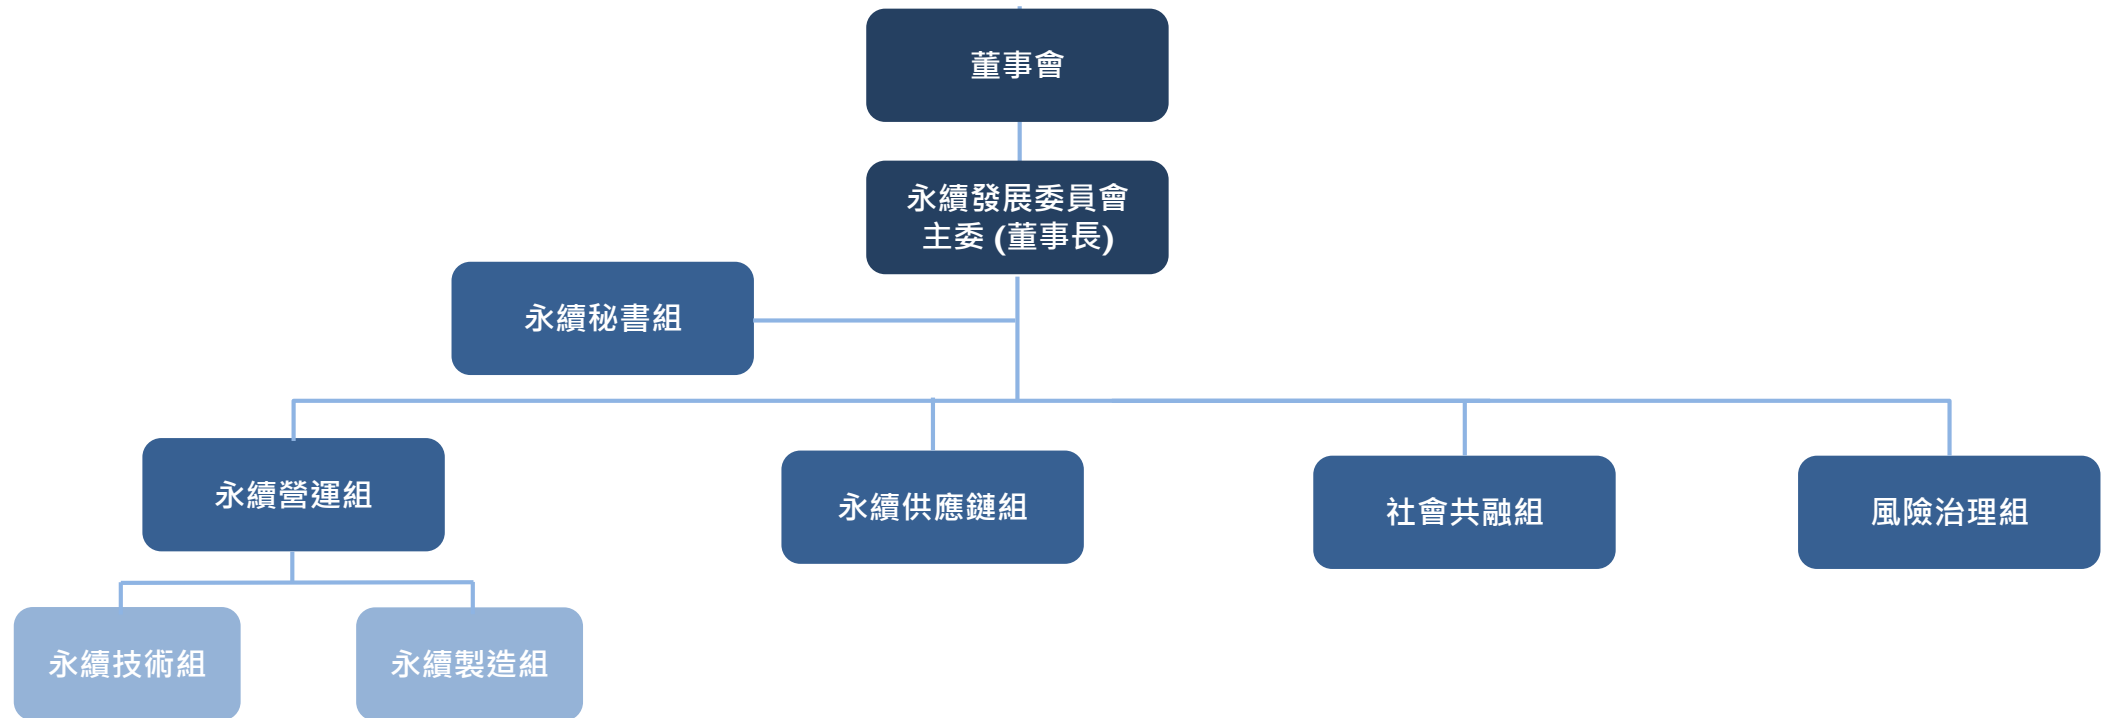 董事會
永續發展委員會
主委 (董事長)
永續秘書組
永續營運組
永續供應鏈組
社會共融組
風險治理組
永續技術組
永續製造組